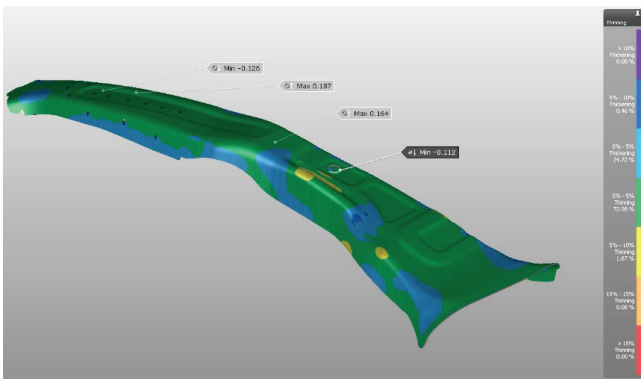 Thinning
Min -0.126
Max 0.187
Max 0.164
Min -0.112
> 10%
Thickening
0.00 %
5% - 10%
Thickening
0.46 %
0% - 5%
Thickening
24.72 %
0% - 5%
Thinning
72.98 %
5% - 10%
Thinning
1.67 %
10% - 15%
Thinning
0.00 %
> 15%
Thinning
0.00 %